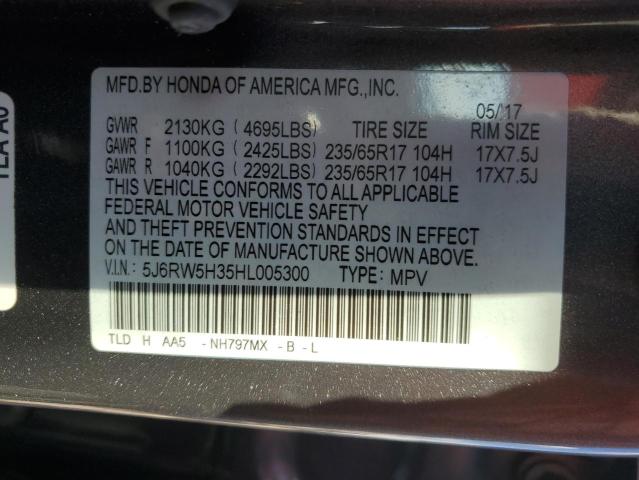 MFD.BY HONDA OF AMERICA MFG.,INC.
05/17
GVWR 2130KG ( 4695LBS) TIRE SIZE RIM SIZE
GAWR F 1100KG ( 2425LBS) 235/65R17 104H 17X7.5J
GAWR R 1040KG ( 2292LBS) 235/65R17 104H 17X7.5J
THIS VEHICLE CONFORMS TO ALL APPLICABLE
FEDERAL MOTOR VEHICLE SAFETY
AND THEFT PREVENTION STANDARDS IN EFFECT
ON THE DATE OF MANUFACTURE SHOWN ABOVE.
V.I.N.: 5J6RW5H35HL005300 TYPE: MPV
TLD H AA5 -NH797MX -B -L